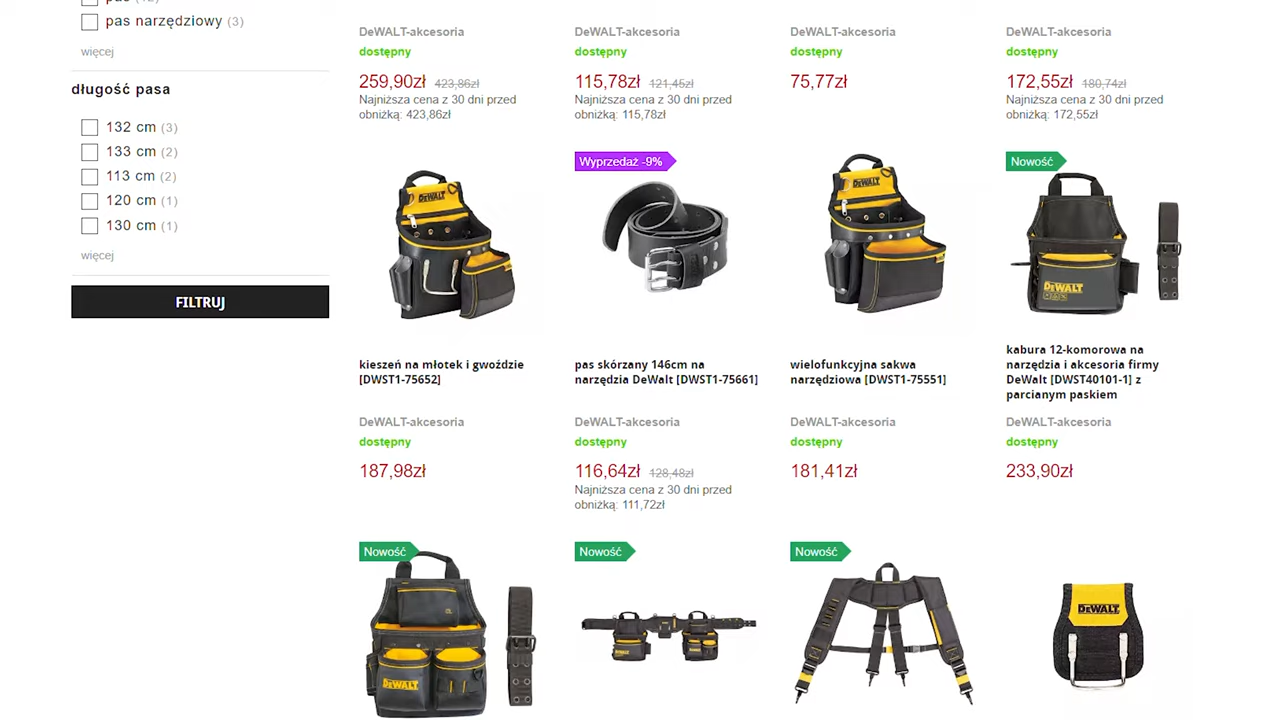 pas narzędziowy (3)
więcej
długość pasa
132 cm (3)
133 cm (2)
113 cm (2)
120 cm (1)
130 cm (1)
więcej
FILTRUJ
DeWALT-akcesoria
dostępny
259,90zł 423,86zł
Najniższa cena z 30 dni przed
obniżką: 423,86zł
DeWALT-akcesoria
dostępny
115,78zł 121,45zł
Najniższa cena z 30 dni przed
obniżką: 115,78zł
DeWALT-akcesoria
dostępny
75,77zł
DeWALT-akcesoria
dostępny
172,55zł 180,74zł
Najniższa cena z 30 dni przed
obniżką: 172,55zł
DEWALT
kieszeń na młotek i gwoździe
[DWST1-75652]
DeWALT-akcesoria
dostępny
187,98zł
Wyprzedaż -9%
pas skórzany 146cm na
narzędzia DeWalt [DWST1-75661]
DeWALT-akcesoria
dostępny
116,64zł 128,48zł
Najniższa cena z 30 dni przed
obniżką: 111,72zł
DEWALT
wielofunkcyjna sakwa
narzędziowa [DWST1-75551]
DeWALT-akcesoria
dostępny
181,41zł
Nowość
DEWALT
kabura 12-komorowa na
narzędzia i akcesoria firmy
DeWalt [DWST40101-1] z
parcianym paskiem
DeWALT-akcesoria
dostępny
233,90zł
Nowość
DEWALT
Nowość
Nowość
DEWALT